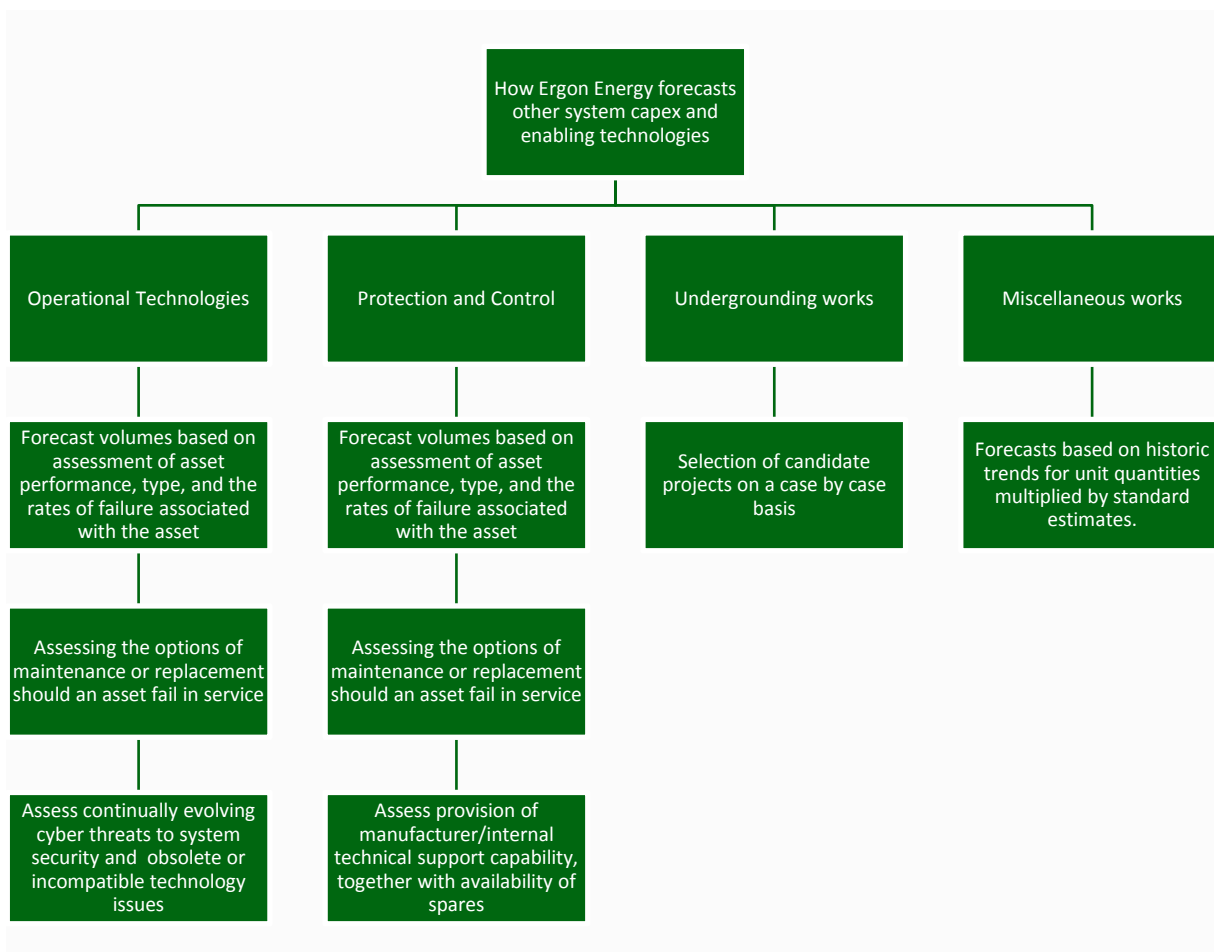 How Ergon Energy forecasts
other system capex and
enabling technologies
Operational Technologies
Protection and Control
Undergrounding works
Miscellaneous works
Forecast volumes based on
assessment of asset
performance, type, and the
rates of failure associated
with the asset
Forecast volumes based on
assessment of asset
performance, type, and the
rates of failure associated
with the asset
Selection of candidate
projects on a case by case
basis
Forecasts based on historic
trends for unit quantities
multiplied by standard
estimates.
Assessing the options of
maintenance or replacement
should an asset fail in service
Assessing the options of
maintenance or replacement
should an asset fail in service
Assess continually evolving
cyber threats to system
security and  obsolete or
incompatible technology
issues
Assess provision of
manufacturer/internal
technical support capability,
together with availability of
spares